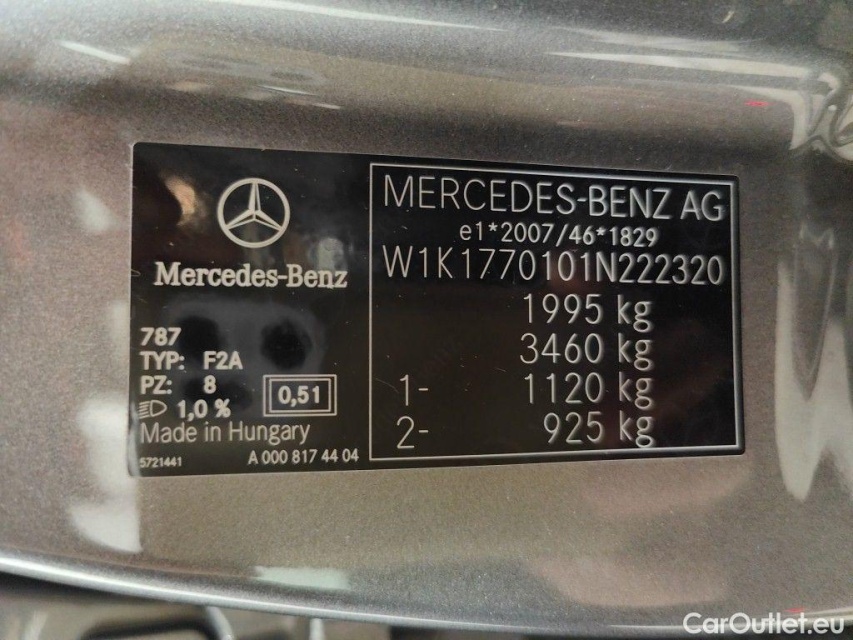 MERCEDES-BENZ AG
e1*2007/46*1829
W1K1770101N222320
1995 kg
3460 kg
1- 1120 kg
2- 925 kg
Mercedes-Benz
787
TYP: F2A
PZ: 8
0,51
1,0 %
Made in Hungary
5721441
A 000 817 44 04
CarOutlet.eu